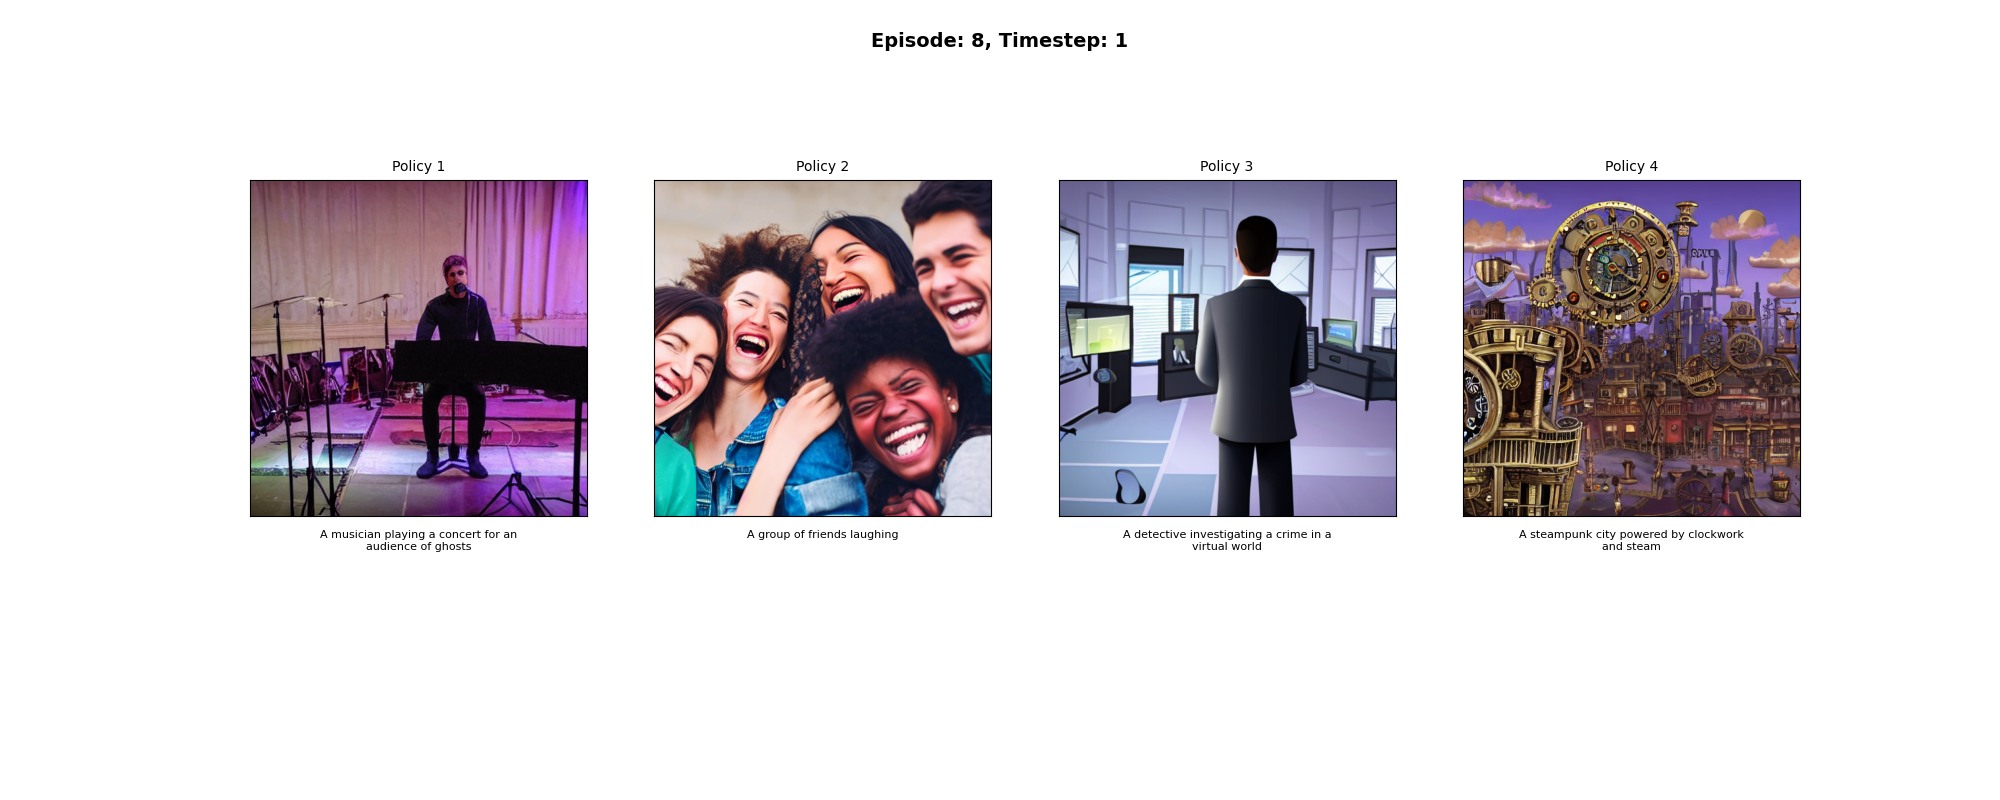 Episode: 8, Timestep: 1
Policy 1
Policy 2
Policy 3
Policy 4
A musician playing a concert for an
audience of ghosts
A group of friends laughing
A detective investigating a crime in a
virtual world
A steampunk city powered by clockwork
and steam